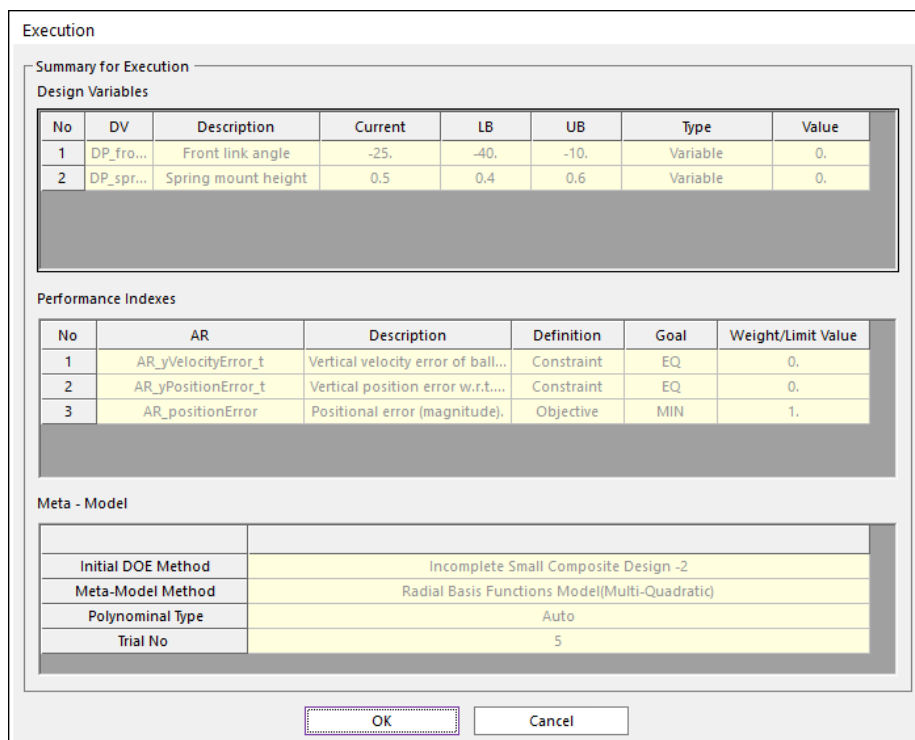 Execution
Summary for Execution
Design Variables
No DV Description Current LB UB Type Value
1 DP_fro... Front link angle -25. -40. -10. Variable 0.
2 DP_spr... Spring mount height 0.5 0.4 0.6 Variable 0.
Performance Indexes
No AR Description Definition Goal Weight/Limit Value
1 AR_yVelocityError_t Vertical velocity error of ball... Constraint EQ 0.
2 AR_yPositionError_t Vertical position error w.r.t.... Constraint EQ 0.
3 AR_positionError Positional error (magnitude). Objective MIN 1.
Meta - Model
Initial DOE Method Incomplete Small Composite Design -2
Meta-Model Method Radial Basis Functions Model(Multi-Quadratic)
Polynominal Type Auto
Trial No 5
OK Cancel